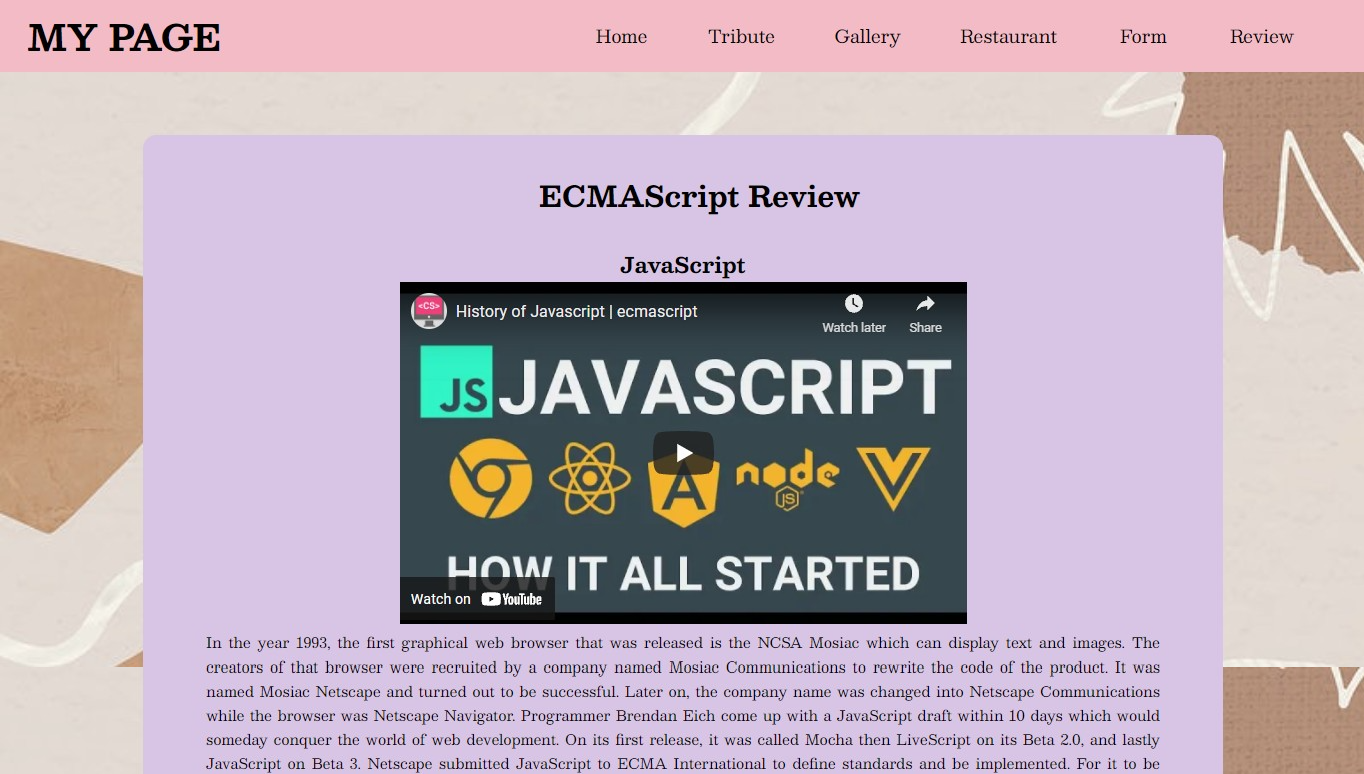 MY PAGE
Home Tribute Gallery Restaurant Form Review
ECMAScript Review
JavaScript
<CS>
History of Javascript | ecmascript
Watch later
Share
JS JAVASCRIPT
A
node
JS
HOW IT ALL STARTED
Watch on YouTube
In the year 1993, the first graphical web browser that was released is the NCSA Mosiac which can display text and images. The
creators of that browser were recruited by a company named Mosiac Communications to rewrite the code of the product. It was
named Mosiac Netscape and turned out to be successful. Later on, the company name was changed into Netscape Communications
while the browser was Netscape Navigator. Programmer Brendan Eich come up with a JavaScript draft within 10 days which would
someday conquer the world of web development. On its first release, it was called Mocha then LiveScript on its Beta 2.0, and lastly
JavaScript on Beta 3. Netscape submitted JavaScript to ECMA International to define standards and be implemented. For it to be